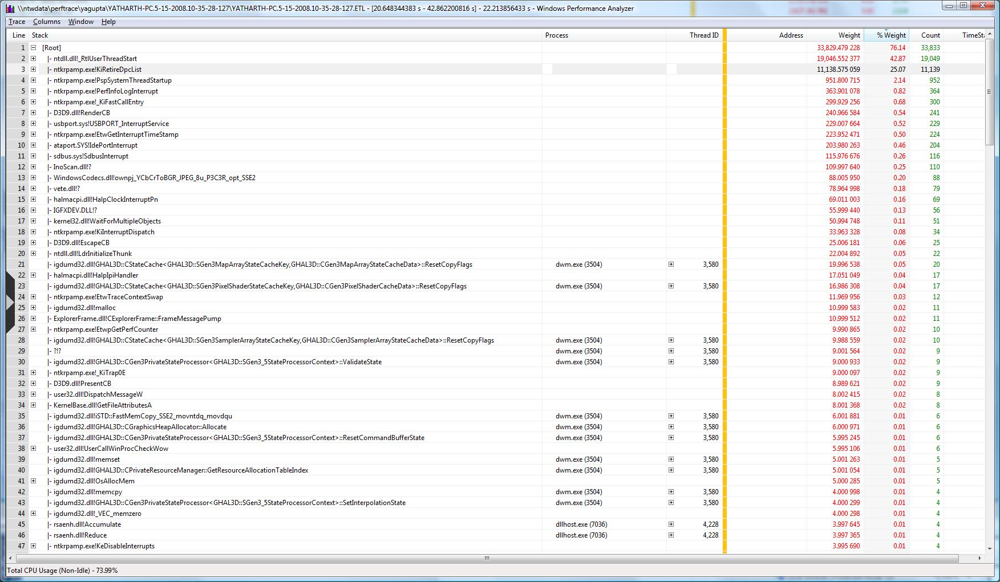 \\ntwdata\perftrace\yagupta\YATHARTH-PC.5-15-2008.10-35-28-127\YATHARTH-PC.5-15-2008.10-35-28-127.ETL - [20.648344383 s - 42.862200816 s] - 22.213856433 s - Windows Performance Analyzer
Trace Columns Window Help
Line Stack Process Thread ID Address Weight % Weight Count TimeSta
1 [Root] 33,829.479 228 76.14 33,833
2 |- ntdll.dll!_RtlUserThreadStart 19,046.552 377 42.87 19,049
3 |- ntkrpamp.exe!KiRetireDpcList 11,138.575 059 25.07 11,139
4 |- ntkrpamp.exe!PspSystemThreadStartup 951.800 715 2.14 952
5 |- ntkrpamp.exe!PerfInfoLogInterrupt 363.901 078 0.82 364
6 |- ntkrpamp.exe!_KiFastCallEntry 299.929 256 0.68 300
7 |- D3D9.dll!RenderCB 240.966 584 0.54 241
8 |- usbport.sys!USBPORT_InterruptService 229.007 664 0.52 229
9 |- ntkrpamp.exe!EtwGetInterruptTimeStamp 223.952 471 0.50 224
10 |- ataport.SYS!IdePortInterrupt 203.980 263 0.46 204
11 |- sdbus.sys!SdbusInterrupt 115.976 676 0.26 116
12 |- InoScan.dll!? 109.997 640 0.25 110
13 |- WindowsCodecs.dll!ownpj_YCbCrToBGR_JPEG_8u_P3C3R_opt_SSE2 88.005 950 0.20 88
14 |- vete.dll!? 78.964 998 0.18 79
15 |- halmacpi.dll!HalpClockInterruptPn 69.011 003 0.16 69
16 |- IGFXDEV.DLL!? 55.999 440 0.13 56
17 |- kernel32.dll!WaitForMultipleObjects 50.994 748 0.11 51
18 |- ntkrpamp.exe!KiInterruptDispatch 33.963 328 0.08 34
19 |- D3D9.dll!EscapeCB 25.006 181 0.06 25
20 |- ntdll.dll!LdrInitializeThunk 22.004 892 0.05 22
21 |- igdumd32.dll!GHAL3D::CStateCache<GHAL3D::SGen3MapArrayStateCacheKey,GHAL3D::CGen3MapArrayStateCacheData>::ResetCopyFlags dwm.exe (3504) 3,580 19.996 538 0.05 20
22 |- halmacpi.dll!HalpIpiHandler 17.051 049 0.04 17
23 |- igdumd32.dll!GHAL3D::CStateCache<GHAL3D::SGen3PixelShaderStateCacheKey,GHAL3D::CGen3PixelShaderCacheData>::ResetCopyFlags dwm.exe (3504) 3,580 16.986 308 0.04 17
24 |- ntkrpamp.exe!EtwTraceContextSwap 11.969 956 0.03 12
25 |- igdumd32.dll!malloc 10.999 583 0.02 11
26 |- ExplorerFrame.dll!CExplorerFrame::FrameMessagePump 10.999 512 0.02 11
27 |- ntkrpamp.exe!EtwpGetPerfCounter 9.990 865 0.02 10
28 |- igdumd32.dll!GHAL3D::CStateCache<GHAL3D::SGen3SamplerArrayStateCacheKey,GHAL3D::CGen3SamplerArrayStateCacheData>::ResetCopyFlags dwm.exe (3504) 3,580 9.988 559 0.02 10
29 |- ?!? dwm.exe (3504) 3,580 9.001 564 0.02 9
30 |- igdumd32.dll!GHAL3D::CGen3PrivateStateProcessor<GHAL3D::SGen3_5StateProcessorContext>::ValidateState dwm.exe (3504) 3,580 9.000 933 0.02 9
31 |- ntkrpamp.exe!_KiTrap0E 9.000 097 0.02 9
32 |- D3D9.dll!PresentCB 8.989 621 0.02 9
33 |- user32.dll!DispatchMessageW 8.002 415 0.02 8
34 |- KernelBase.dll!GetFileAttributesA 8.001 368 0.02 8
35 |- igdumd32.dll!iSTD::FastMemCopy_SSE2_movntdq_movdqu dwm.exe (3504) 3,580 6.001 881 0.01 6
36 |- igdumd32.dll!GHAL3D::CGraphicsHeapAllocator::Allocate dwm.exe (3504) 3,580 6.000 971 0.01 6
37 |- igdumd32.dll!GHAL3D::CGen3PrivateStateProcessor<GHAL3D::SGen3_5StateProcessorContext>::ResetCommandBufferState dwm.exe (3504) 3,580 5.995 245 0.01 6
38 |- user32.dll!UserCallWinProcCheckWow 5.995 106 0.01 6
39 |- igdumd32.dll!memset dwm.exe (3504) 3,580 5.001 263 0.01 5
40 |- igdumd32.dll!GHAL3D::CPrivateResourceManager::GetResourceAllocationTableIndex dwm.exe (3504) 3,580 5.001 054 0.01 5
41 |- igdumd32.dll!OsAllocMem 5.000 285 0.01 5
42 |- igdumd32.dll!memcpy dwm.exe (3504) 3,580 4.000 998 0.01 4
43 |- igdumd32.dll!GHAL3D::CGen3PrivateStateProcessor<GHAL3D::SGen3_5StateProcessorContext>::SetInterpolationState dwm.exe (3504) 3,580 4.000 299 0.01 4
44 |- igdumd32.dll!_VEC_memzero 4.000 298 0.01 4
45 |- rsaenh.dll!Accumulate dllhost.exe (7036) 4,228 3.997 645 0.01 4
46 |- rsaenh.dll!Reduce dllhost.exe (7036) 4,228 3.997 365 0.01 4
47 |- ntkrpamp.exe!KeDisableInterrupts 3.995 690 0.01 4
Total CPU Usage (Non-Idle) - 73.99%